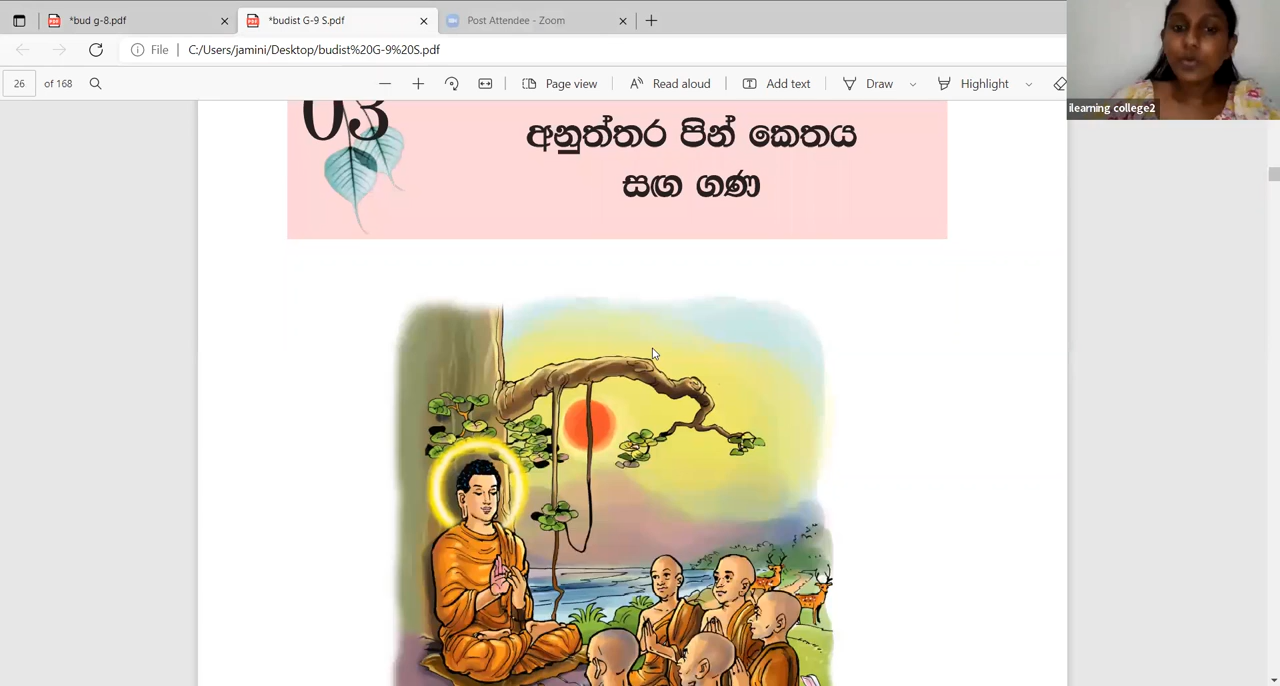 *bud g-8.pdf
*budist G-9 S.pdf
Post Attendee - Zoom
File
C:/Users/jamini/Desktop/budist%20G-9%20S.pdf
26 of 168
Page view
Read aloud
Add text
Draw
Highlight
ilearning college2
03
අනුත්තර පින් කෙතය
සඟ ගණ